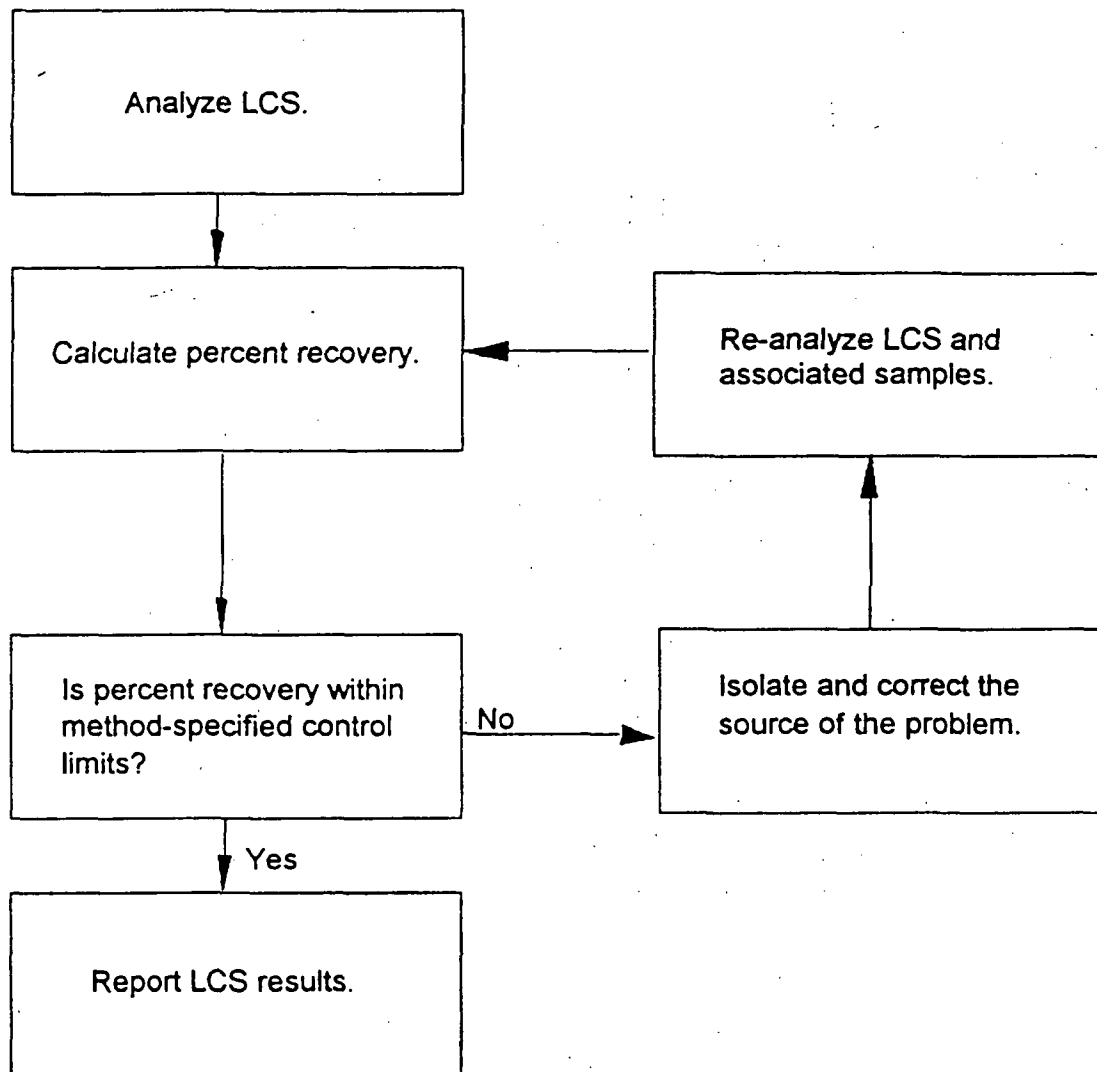 Analyze LCS.
Calculate percent recovery.
Re-analyze LCS and
associated samples.
Is percent recovery within
method-specified control
limits?
No
Isolate and correct the
source of the problem.
Yes
Report LCS results.